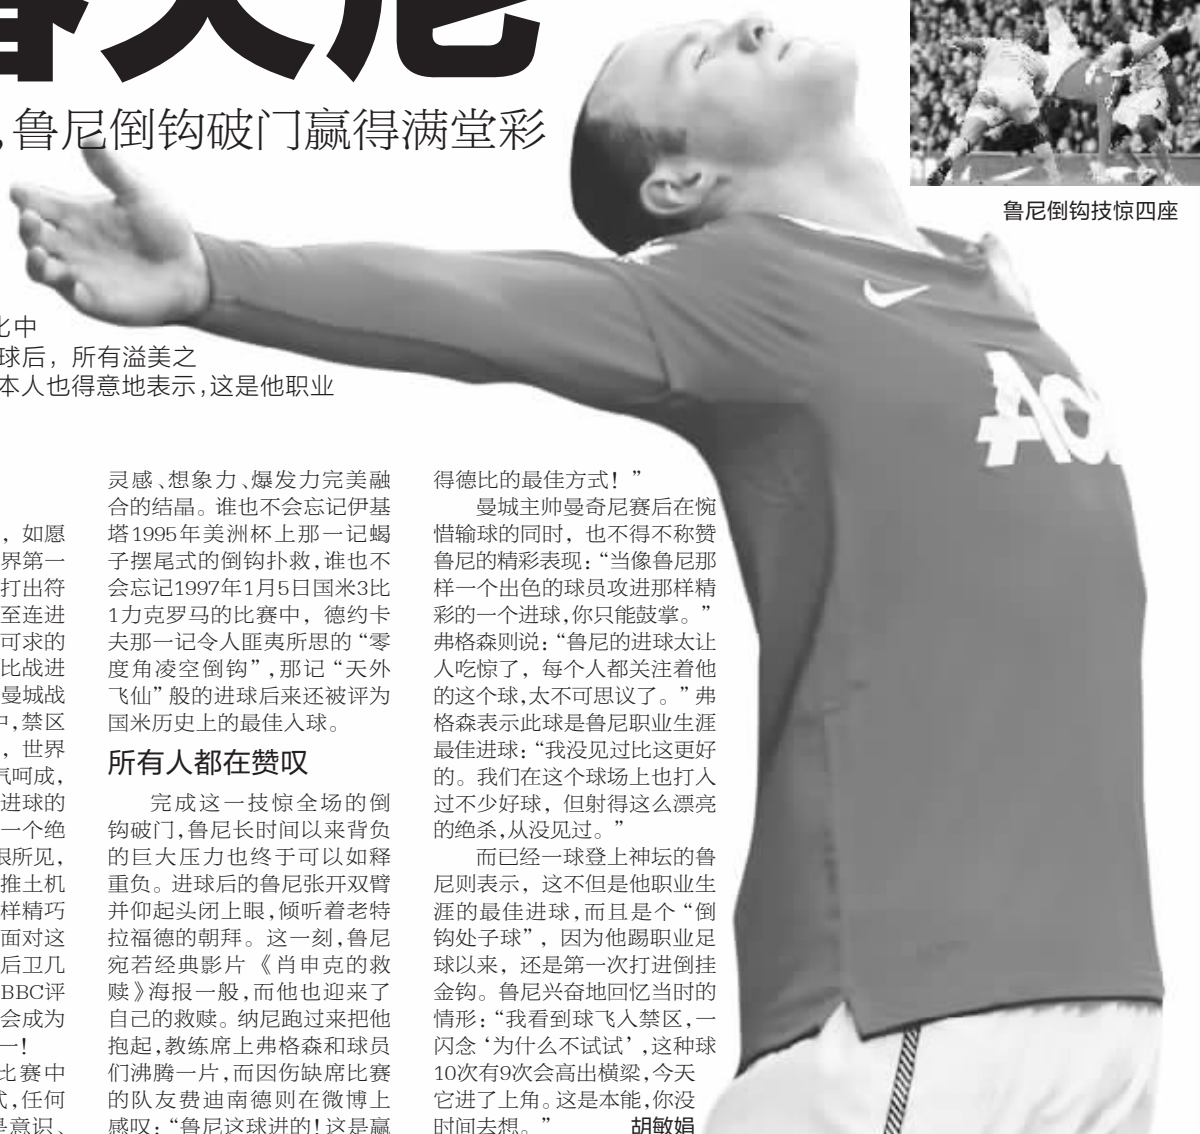 ,鲁尼倒钩破门赢得满堂彩
鲁尼倒钩技惊四座
化中
球后，所有溢美之
本人也得意地表示,这是他职业
，如愿
界第一
打出符
至连进
可求的
比战进
曼城战
中,禁区
，世界
气呵成，
进球的
一个绝
眼所见，
推土机
样精巧
面对这
后卫几
BBC评
会成为
一！
比赛中
式,任何
是意识、
灵感、想象力、爆发力完美融
合的结晶。谁也不会忘记伊基
塔1995年美洲杯上那一记蝎
子摆尾式的倒钩扑救,谁也不
会忘记1997年1月5日国米3比
1力克罗马的比赛中，德约卡
夫那一记令人匪夷所思的“零
度角凌空倒钩”,那记“天外
飞仙”般的进球后来还被评为
国米历史上的最佳入球。
所有人都在赞叹
完成这一技惊全场的倒
钩破门,鲁尼长时间以来背负
的巨大压力也终于可以如释
重负。进球后的鲁尼张开双臂
并仰起头闭上眼,倾听着老特
拉福德的朝拜。这一刻,鲁尼
宛若经典影片《肖申克的救
赎》海报一般,而他也迎来了
自己的救赎。纳尼跑过来把他
抱起,教练席上弗格森和球员
们沸腾一片,而因伤缺席比赛
的队友费迪南德则在微博上
感叹：“鲁尼这球进的！这是赢
得德比的最佳方式！”
曼城主帅曼奇尼赛后在惋
惜输球的同时，也不得不称赞
鲁尼的精彩表现：“当像鲁尼那
样一个出色的球员攻进那样精
彩的一个进球,你只能鼓掌。”
弗格森则说：“鲁尼的进球太让
人吃惊了，每个人都关注着他
的这个球,太不可思议了。”弗
格森表示此球是鲁尼职业生涯
最佳进球：“我没见过比这更好
的。我们在这个球场上也打入
过不少好球，但射得这么漂亮
的绝杀,从没见过。”
而已经一球登上神坛的鲁
尼则表示，这不但是他职业生
涯的最佳进球,而且是个“倒
钩处子球”，因为他踢职业足
球以来，还是第一次打进倒挂
金钩。鲁尼兴奋地回忆当时的
情形：“我看到球飞入禁区,一
闪念‘为什么不试试’,这种球
10次有9次会高出横梁,今天
它进了上角。这是本能,你没
时间去想。” 胡敏娟